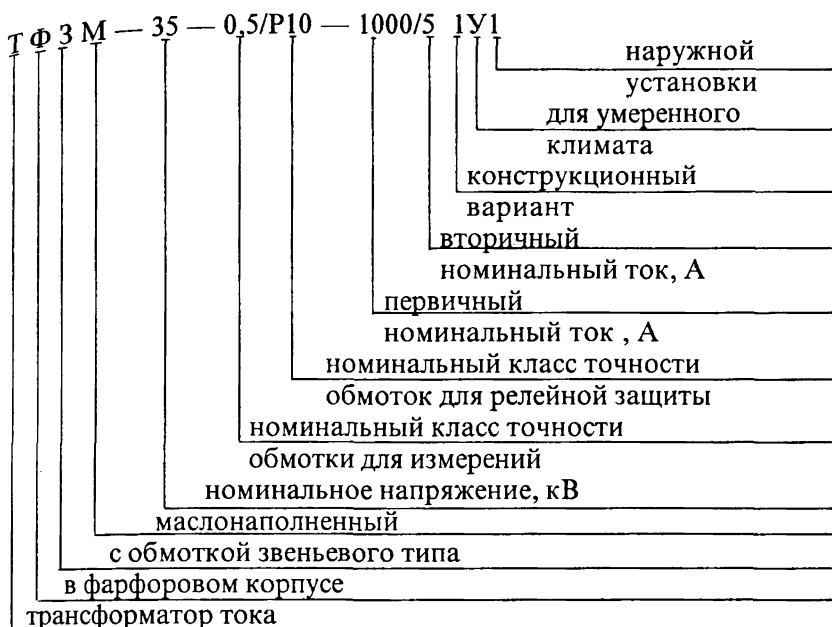 Т Ф З М — 35 — 0,5/Р10 — 1000/5 1У1
наружной
установки
для умеренного
климата
конструкционный
вариант
вторичный
номинальный ток, А
первичный
номинальный ток , А
номинальный класс точности
обмоток для релейной защиты
номинальный класс точности
обмотки для измерений
номинальное напряжение, кВ
маслонаполненный
с обмоткой звеньевого типа
в фарфоровом корпусе
трансформатор тока